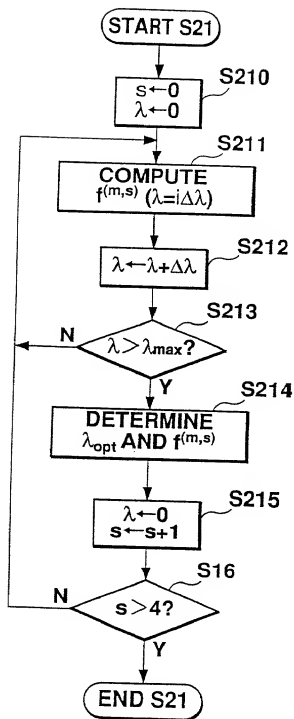 START S21
S210
s←0
λ←0
S211
COMPUTE
f(m,s) (λ=iΔλ)
S212
λ←λ+Δλ
S213
N
λ>λmax?
Y
S214
DETERMINE
λopt AND f(m,s)
S215
λ←0
s←s+1
S16
N
s>4?
Y
END S21